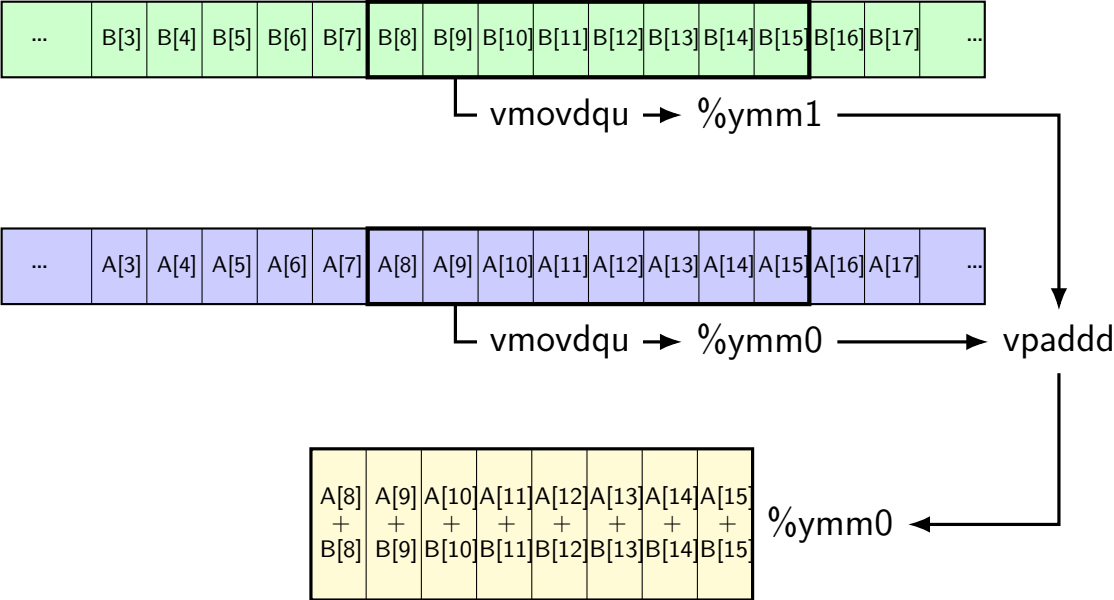 ... B[3] B[4] B[5] B[6] B[7] B[8] B[9] B[10] B[11] B[12] B[13] B[14] B[15] B[16] B[17] ...
vmovdqu %ymm1
... A[3] A[4] A[5] A[6] A[7] A[8] A[9] A[10] A[11] A[12] A[13] A[14] A[15] A[16] A[17] ...
vmovdqu %ymm0 vpaddd
A[8] A[9] A[10] A[11] A[12] A[13] A[14] A[15]
+ + + + + + + +
B[8] B[9] B[10] B[11] B[12] B[13] B[14] B[15]
%ymm0